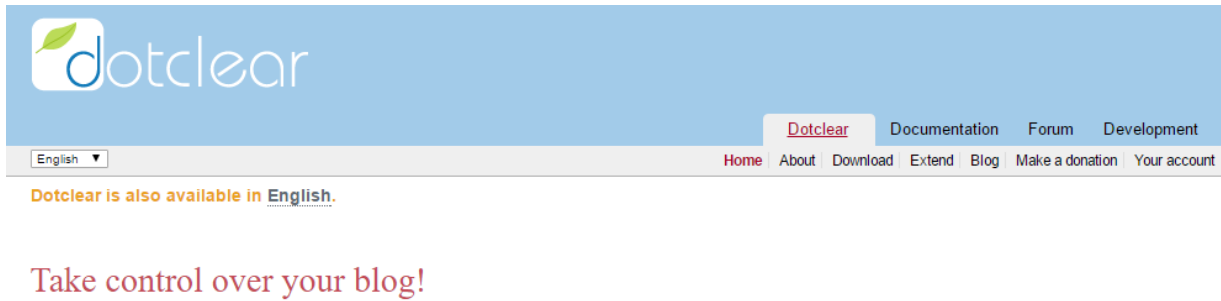 dotclear
Dotclear Documentation Forum Development
English ▼ Home About Download Extend Blog Make a donation Your account
Dotclear is also available in English.
Take control over your blog!